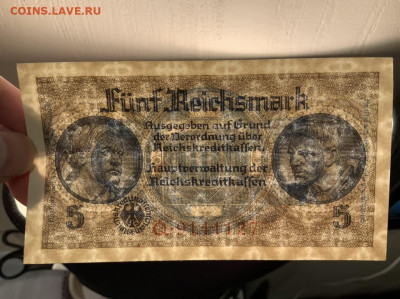 COINS.LAVE.RU
Fünf Reichsmark
Ausgegeben auf Grund
der Verordnung über
Reichskreditkassen.
Hauptverwaltung der
Reichskreditkassen
5
5